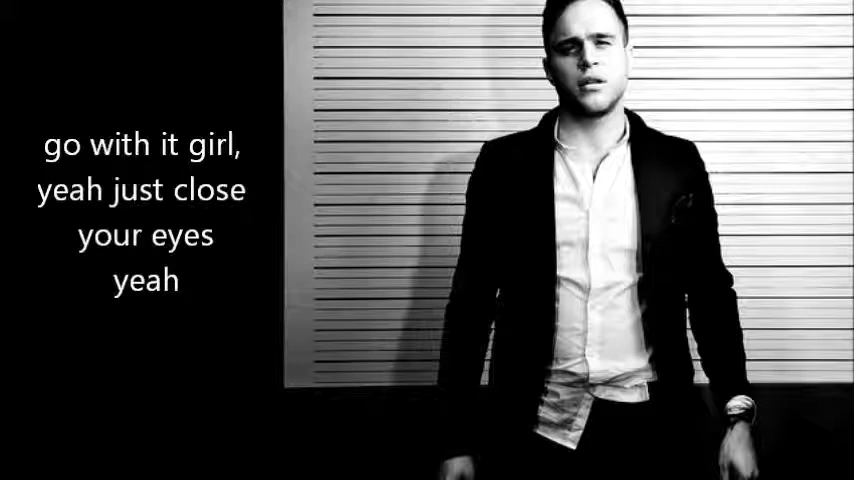 go with it girl,
yeah just close
your eyes
yeah